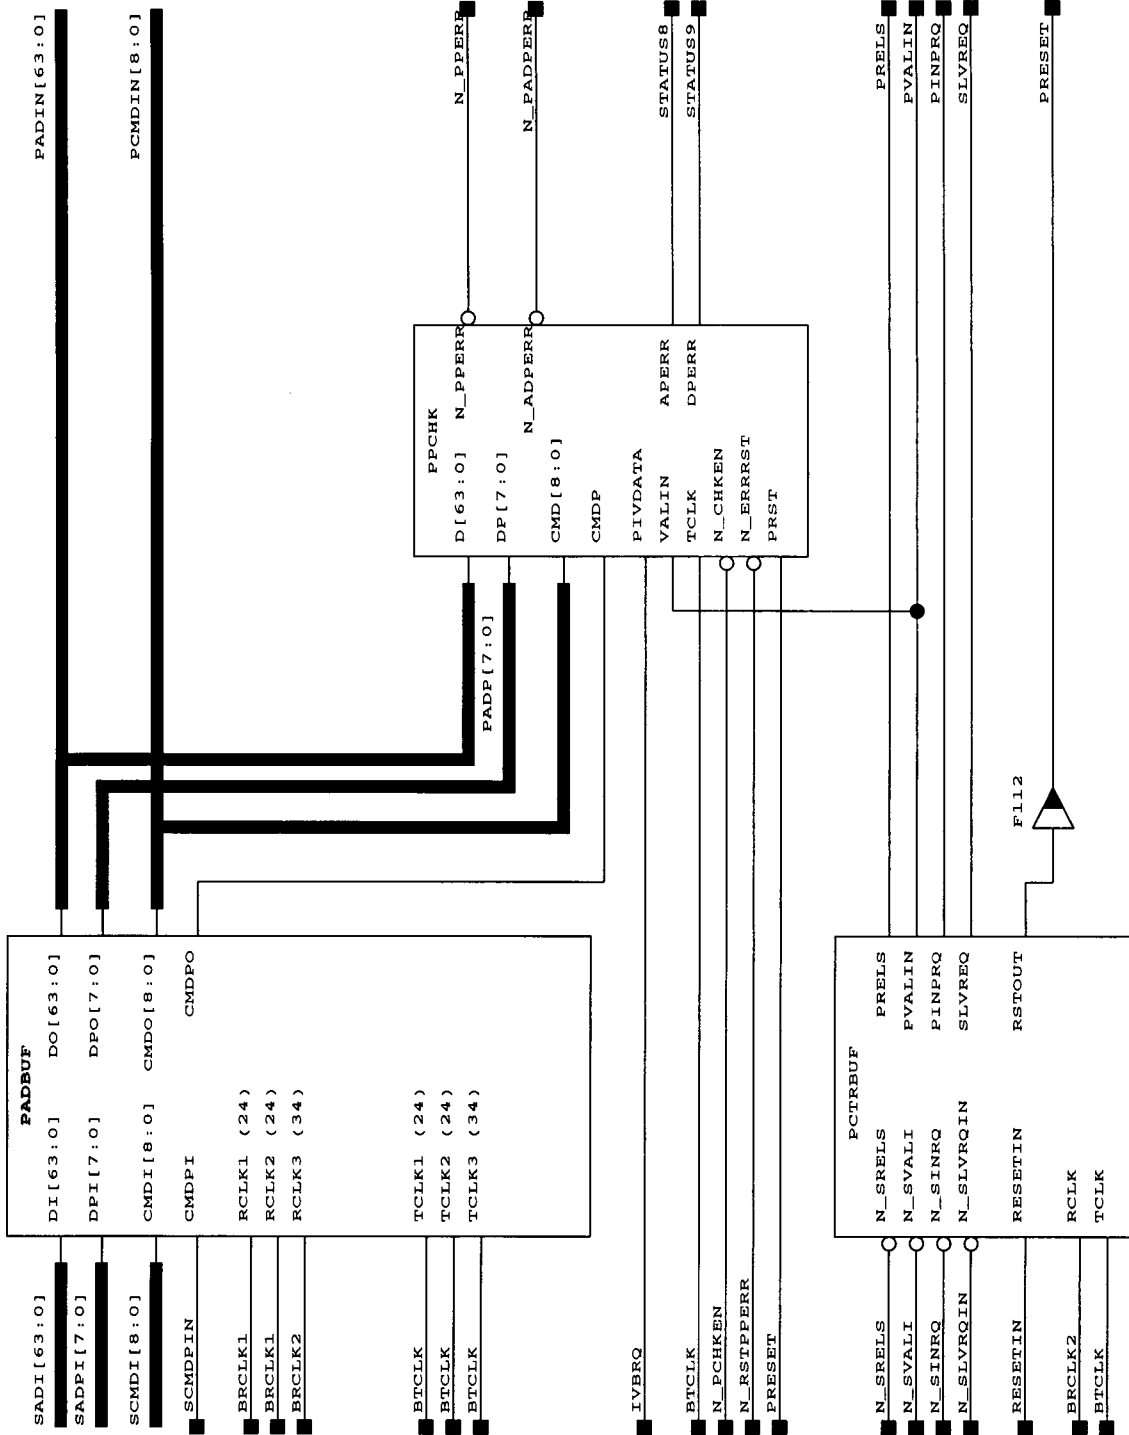 PADIN[63:0]
PCMDIN[8:0]
N_PPERR
N_PADPERR
STATUS8
STATUS9
PRELS
PVALIN
PINPRQ
SLVREQ
PRESET
PPCHK
D[63:0]
N_PPERR
DP[7:0]
N_ADPERR
CMD[8:0]
CMDP
PIVDATA
VALIN
APERR
TCLK
DPERR
N_CHKEN
N_ERRRST
PRST
PADP[7:0]
F112
PADBUF
DI[63:0]
DO[63:0]
DPI[7:0]
DPO[7:0]
CMDI[8:0]
CMDO[8:0]
CMDPI
CMDPO
RCLK1 (24)
RCLK2 (24)
RCLK3 (34)
TCLK1 (24)
TCLK2 (24)
TCLK3 (34)
PCTRBUF
N_SRELS
PRELS
N_SVALI
PVALIN
N_SINRQ
PINPRQ
N_SLVRQIN
SLVREQ
RESETIN
RSTOUT
RCLK
TCLK
SADI[63:0]
SADPI[7:0]
SCMDI[8:0]
SCMDPIN
BRCLK1
BRCLK1
BRCLK2
BTCLK
BTCLK
BTCLK
IVBRQ
BTCLK
N_PCHKEN
N_RSTPPERR
PRESET
N_SRELS
N_SVALI
N_SINRQ
N_SLVRQIN
RESETIN
BRCLK2
BTCLK